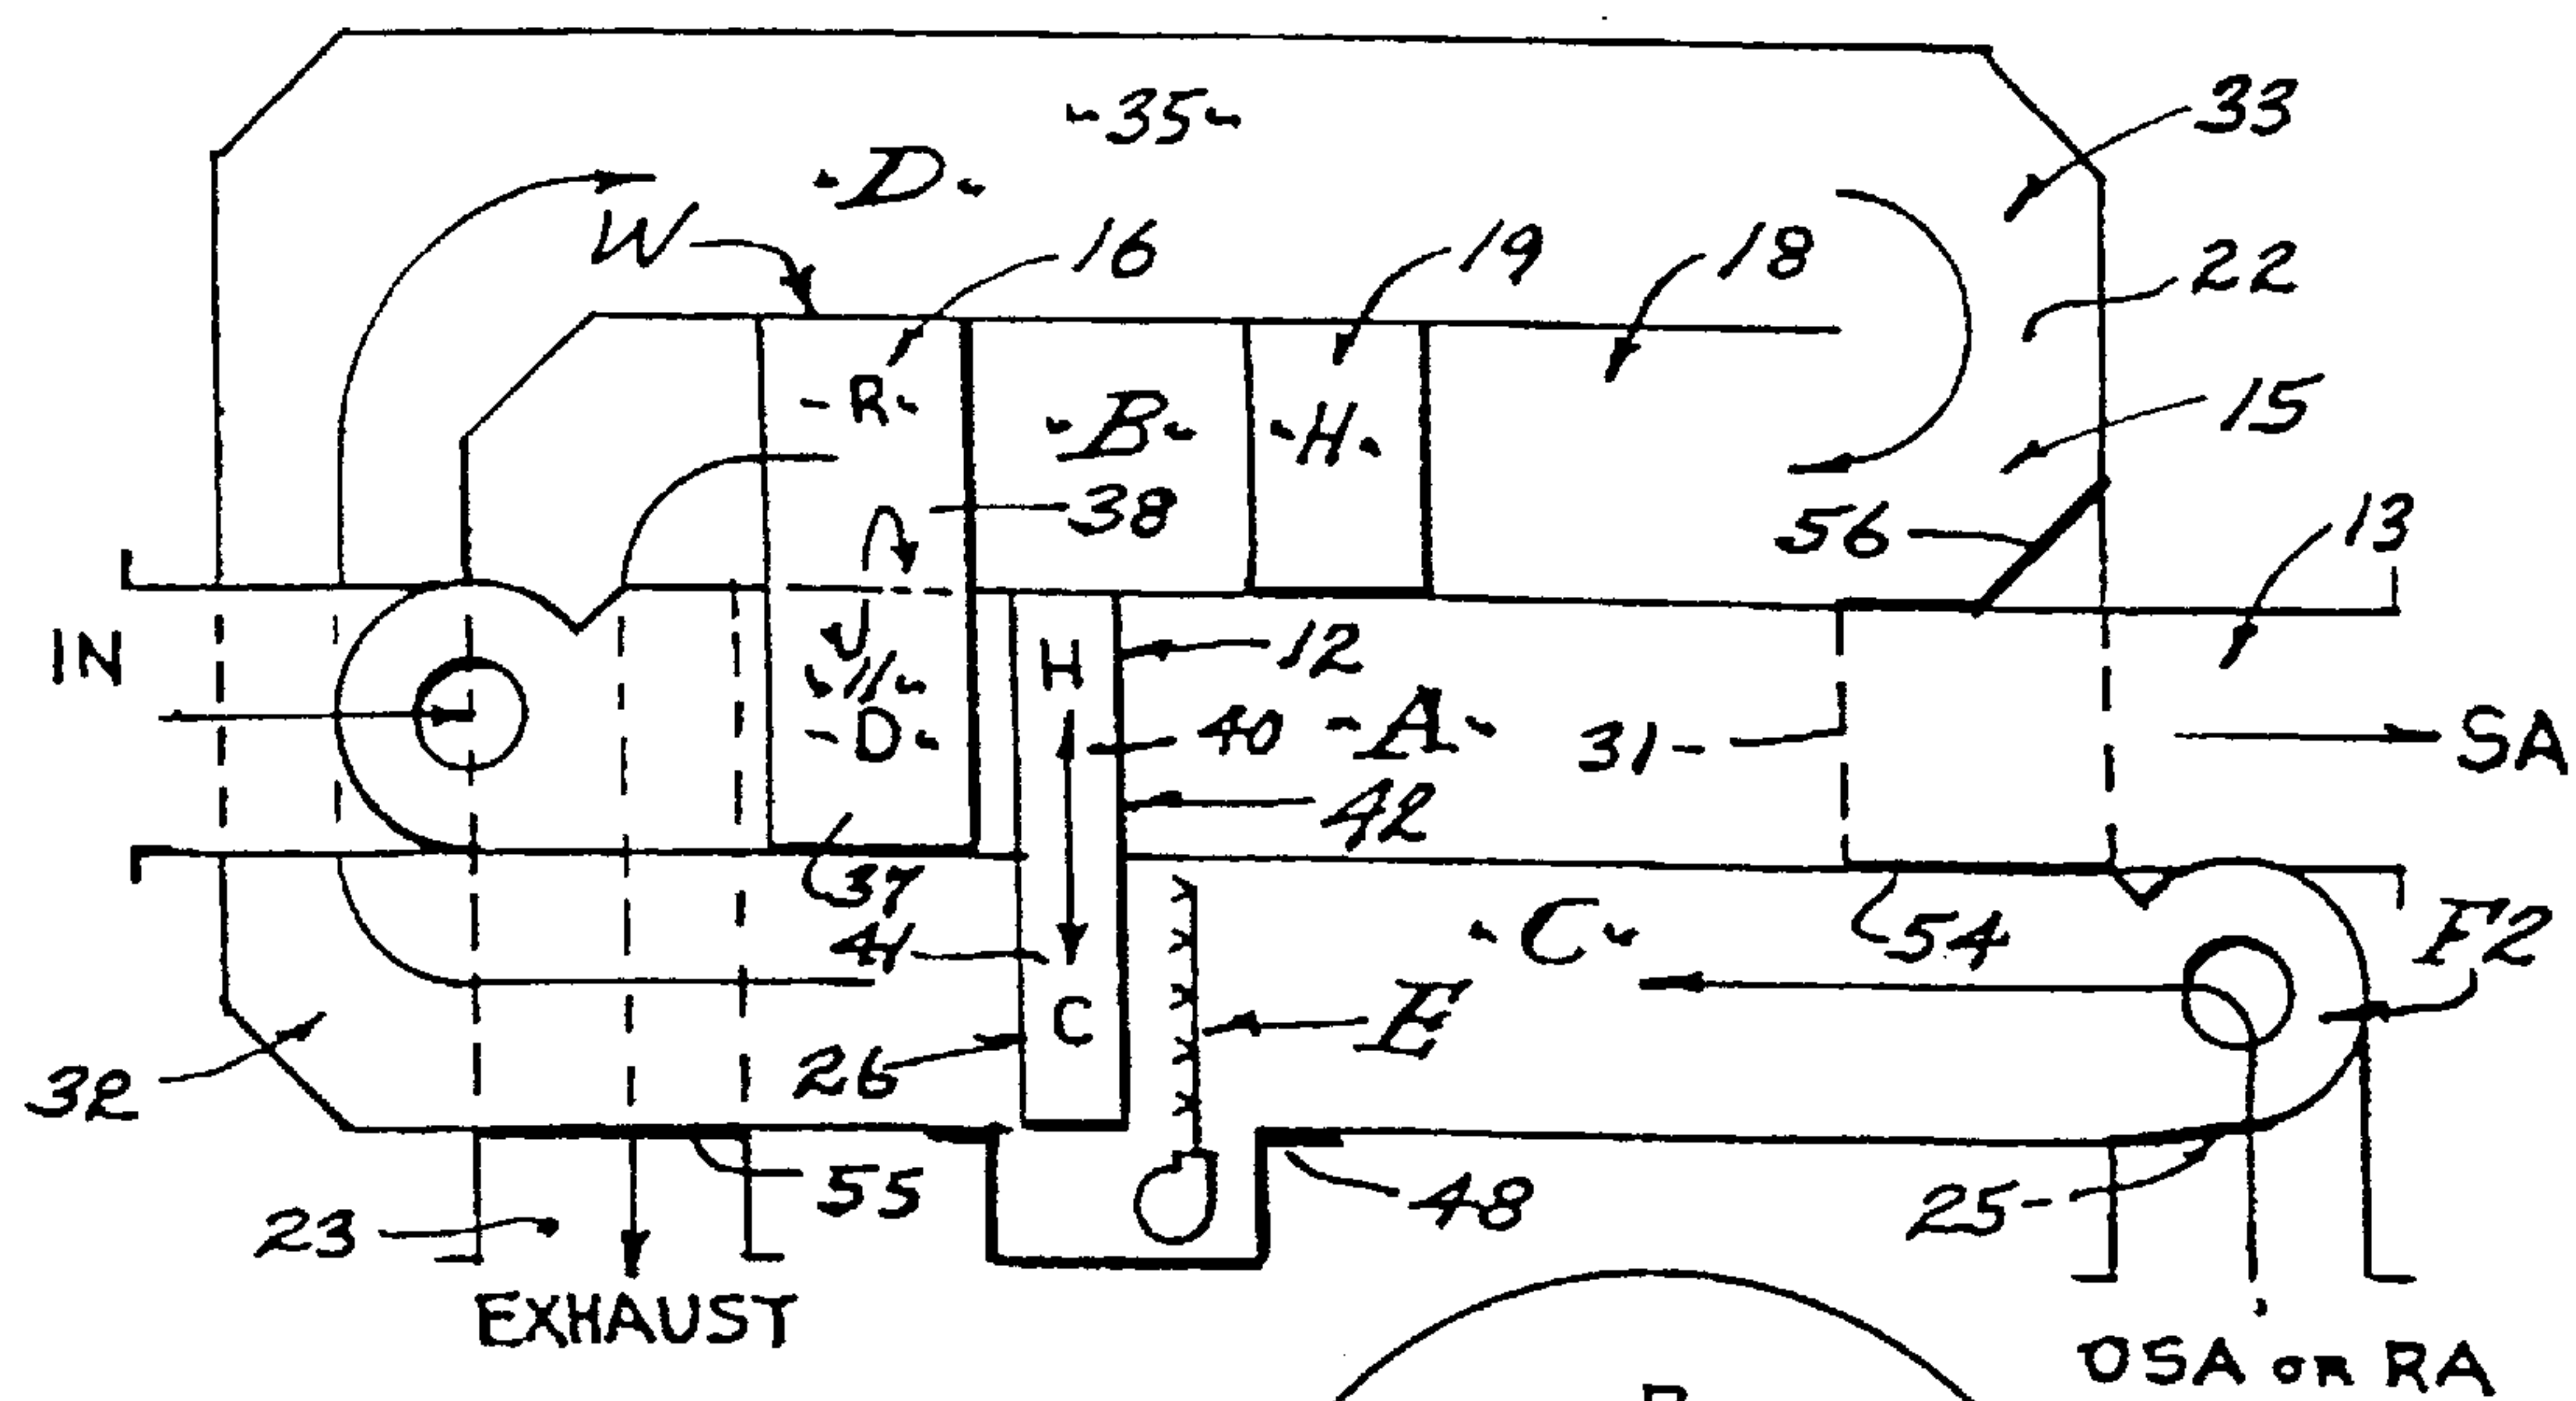 -35-
33
-D-
W
16
19
18
22
-R-
-B-
-H-
15
38
56
13
IN
H
12
-11-
-D-
40
-A-
31-
SA
42
37
41
-C-
54
F2
C
E
26
32
55
48
23
25-
EXHAUST
OSA OR RA